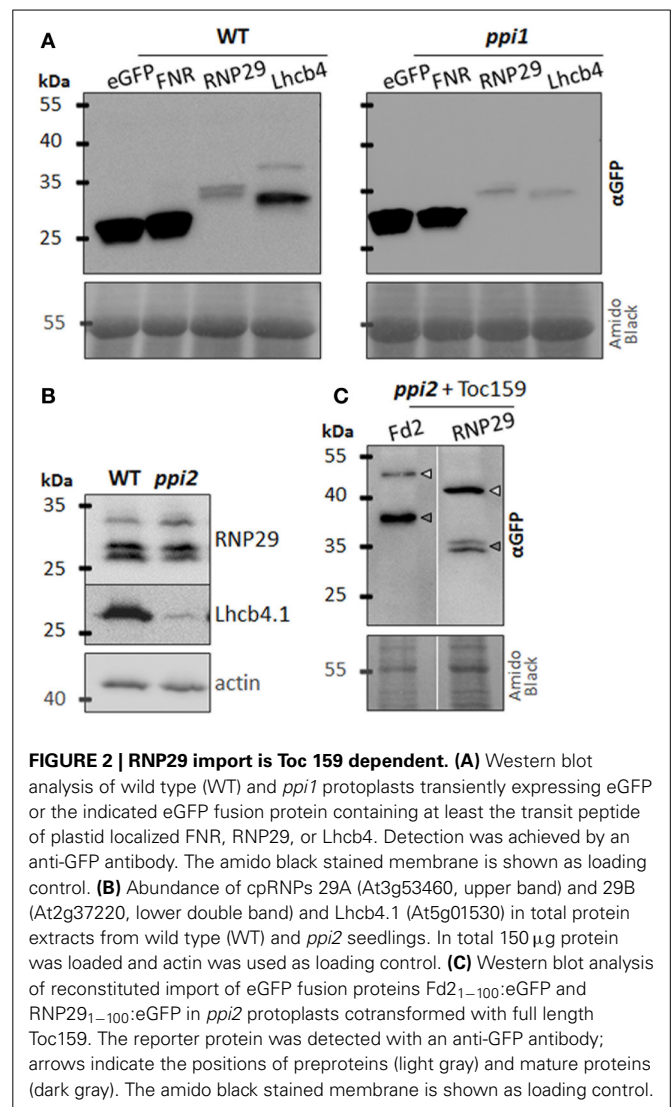 A
WT
ppi1
kDa
eGFP FNR RNP29 Lhcb4
eGFP FNR RNP29 Lhcb4
55
40
35
25
αGFP
55
Amido Black
B
C
ppi2 + Toc159
kDa
WT ppi2
kDa
Fd2 RNP29
35
25
RNP29
25
Lhcb4.1
40
actin
55
40
35
25
αGFP
55
Amido Black
FIGURE 2 | RNP29 import is Toc 159 dependent. (A) Western blot
analysis of wild type (WT) and ppi1 protoplasts transiently expressing eGFP
or the indicated eGFP fusion protein containing at least the transit peptide
of plastid localized FNR, RNP29, or Lhcb4. Detection was achieved by an
anti-GFP antibody. The amido black stained membrane is shown as loading
control. (B) Abundance of cpRNPs 29A (At3g53460, upper band) and 29B
(At2g37220, lower double band) and Lhcb4.1 (At5g01530) in total protein
extracts from wild type (WT) and ppi2 seedlings. In total 150 μg protein
was loaded and actin was used as loading control. (C) Western blot analysis
of reconstituted import of eGFP fusion proteins Fd2₁₋₁₀₀:eGFP and
RNP29₁₋₁₀₀:eGFP in ppi2 protoplasts cotransformed with full length
Toc159. The reporter protein was detected with an anti-GFP antibody;
arrows indicate the positions of preproteins (light gray) and mature proteins
(dark gray). The amido black stained membrane is shown as loading control.